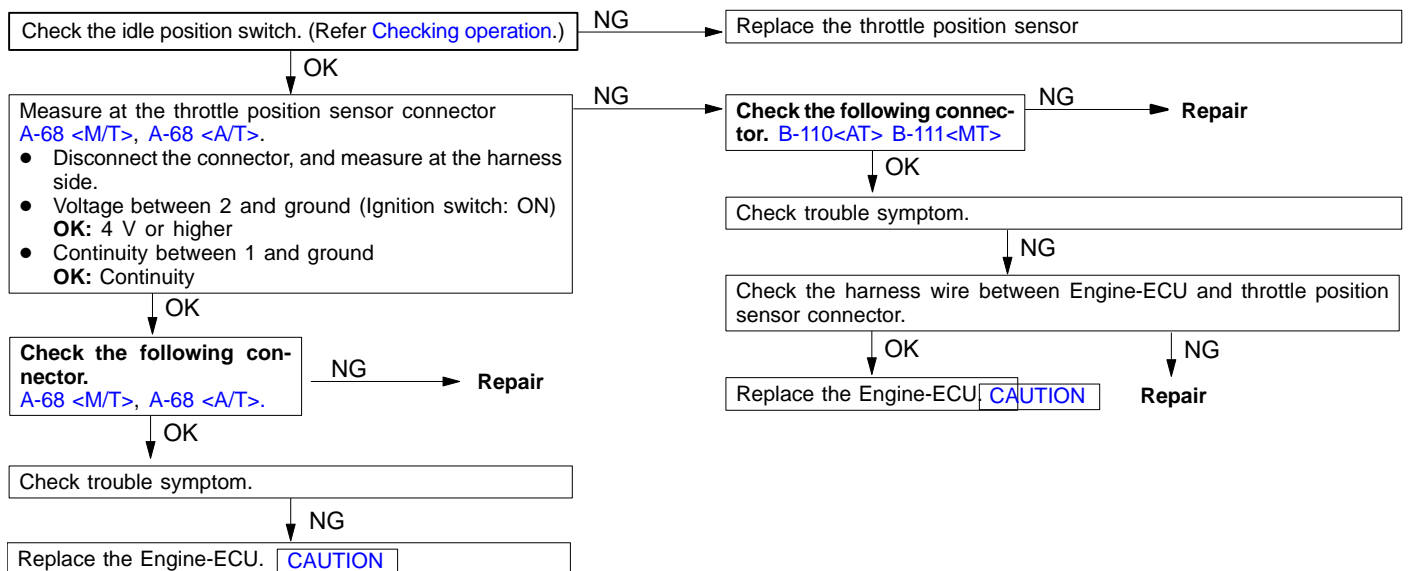 Check the idle position switch. (Refer Checking operation.)
NG
Replace the throttle position sensor
OK
Measure at the throttle position sensor connector
A-68 <M/T>, A-68 <A/T>.
● Disconnect the connector, and measure at the harness
side.
● Voltage between 2 and ground (Ignition switch: ON)
OK: 4 V or higher
● Continuity between 1 and ground
OK: Continuity
NG
Check the following connec-
tor. B-110<AT> B-111<MT>
NG
Repair
OK
Check trouble symptom.
NG
Check the harness wire between Engine-ECU and throttle position
sensor connector.
OK
NG
Replace the Engine-ECU. CAUTION
Repair
OK
Check the following con-
nector.
A-68 <M/T>, A-68 <A/T>.
NG
Repair
OK
Check trouble symptom.
NG
Replace the Engine-ECU. CAUTION